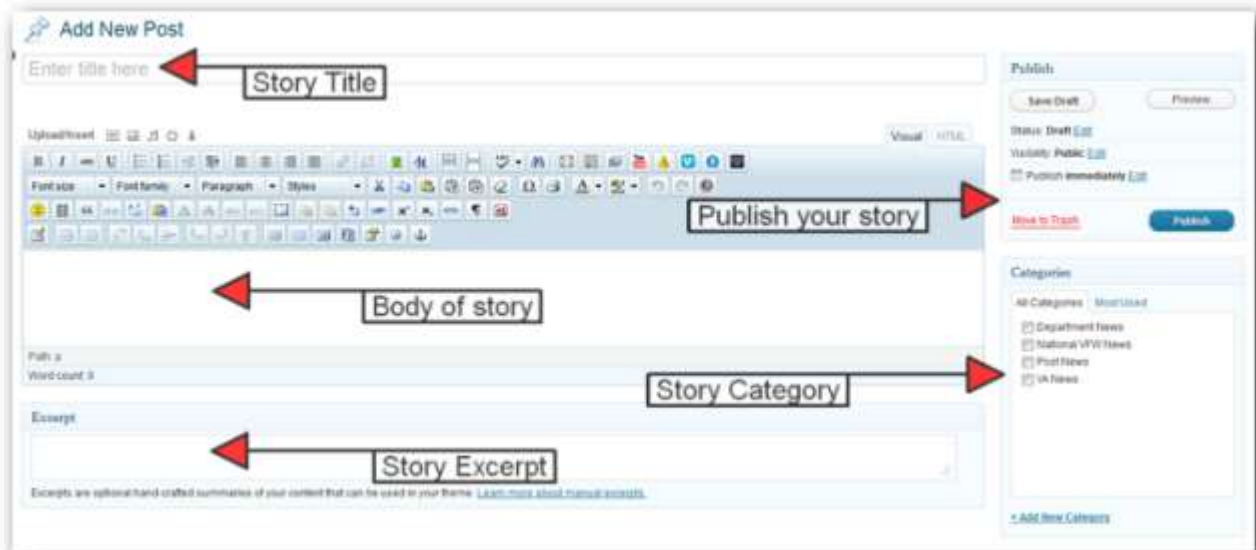 Add New Post
Enter title here
Story Title
Upload/Insert
Visual HTML
Font size Font family Paragraph Styles
Body of story
Path: p
Word count: 0
Excerpt
Story Excerpt
Excerpts are optional hand-crafted summaries of your content that can be used in your theme. Learn more about manual excerpts.
Publish
Save Draft Preview
Status: Draft Edit
Visibility: Public Edit
Publish immediately Edit
Publish your story
Move to Trash Publish
Categories
All Categories Most Used
Department News
National VFW News
Post News
VA News
Story Category
+ Add New Category